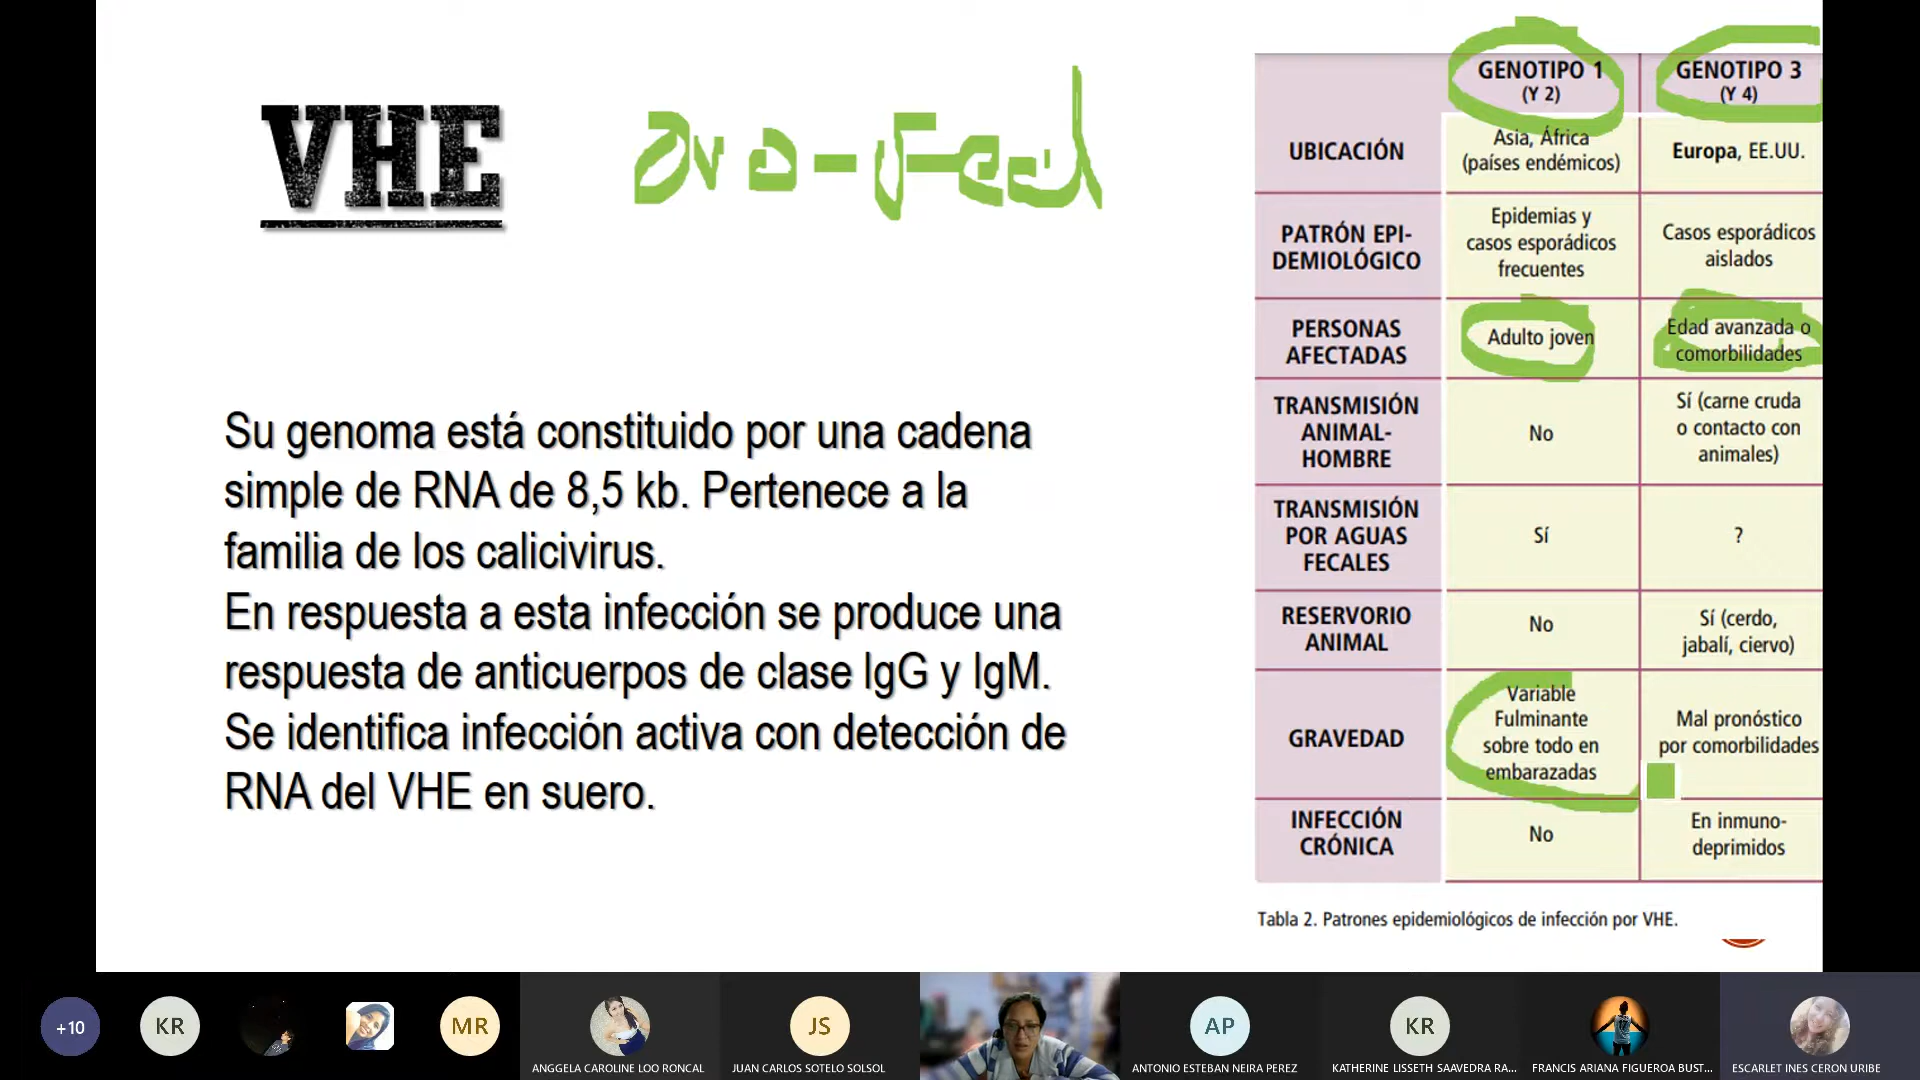 VHE
Su genoma está constituido por una cadena
simple de RNA de 8,5 kb. Pertenece a la
familia de los calicivirus.
En respuesta a esta infección se produce una
respuesta de anticuerpos de clase IgG y IgM.
Se identifica infección activa con detección de
RNA del VHE en suero.
GENOTIPO 1
(Y 2)
GENOTIPO 3
(Y 4)
UBICACIÓN
Asia, África
(países endémicos)
Europa, EE.UU.
PATRÓN EPI-
DEMIOLÓGICO
Epidemias y
casos esporádicos
frecuentes
Casos esporádicos
aislados
PERSONAS
AFECTADAS
Adulto joven
Edad avanzada o
comorbilidades
TRANSMISIÓN
ANIMAL-
HOMBRE
No
Sí (carne cruda
o contacto con
animales)
TRANSMISIÓN
POR AGUAS
FECALES
Sí
?
RESERVORIO
ANIMAL
No
Sí (cerdo,
jabalí, ciervo)
GRAVEDAD
Variable
Fulminante
sobre todo en
embarazadas
Mal pronóstico
por comorbilidades
INFECCIÓN
CRÓNICA
No
En inmuno-
deprimidos
Tabla 2. Patrones epidemiológicos de infección por VHE.
+10
KR
MR
JS
AP
KR
ANGGELA CAROLINE LOO RONCAL
JUAN CARLOS SOTELO SOLSOL
ANTONIO ESTEBAN NEIRA PEREZ
KATHERINE LISSETH SAAVEDRA RA...
FRANCIS ARIANA FIGUEROA BUST...
ESCARLET INES CERON URIBE